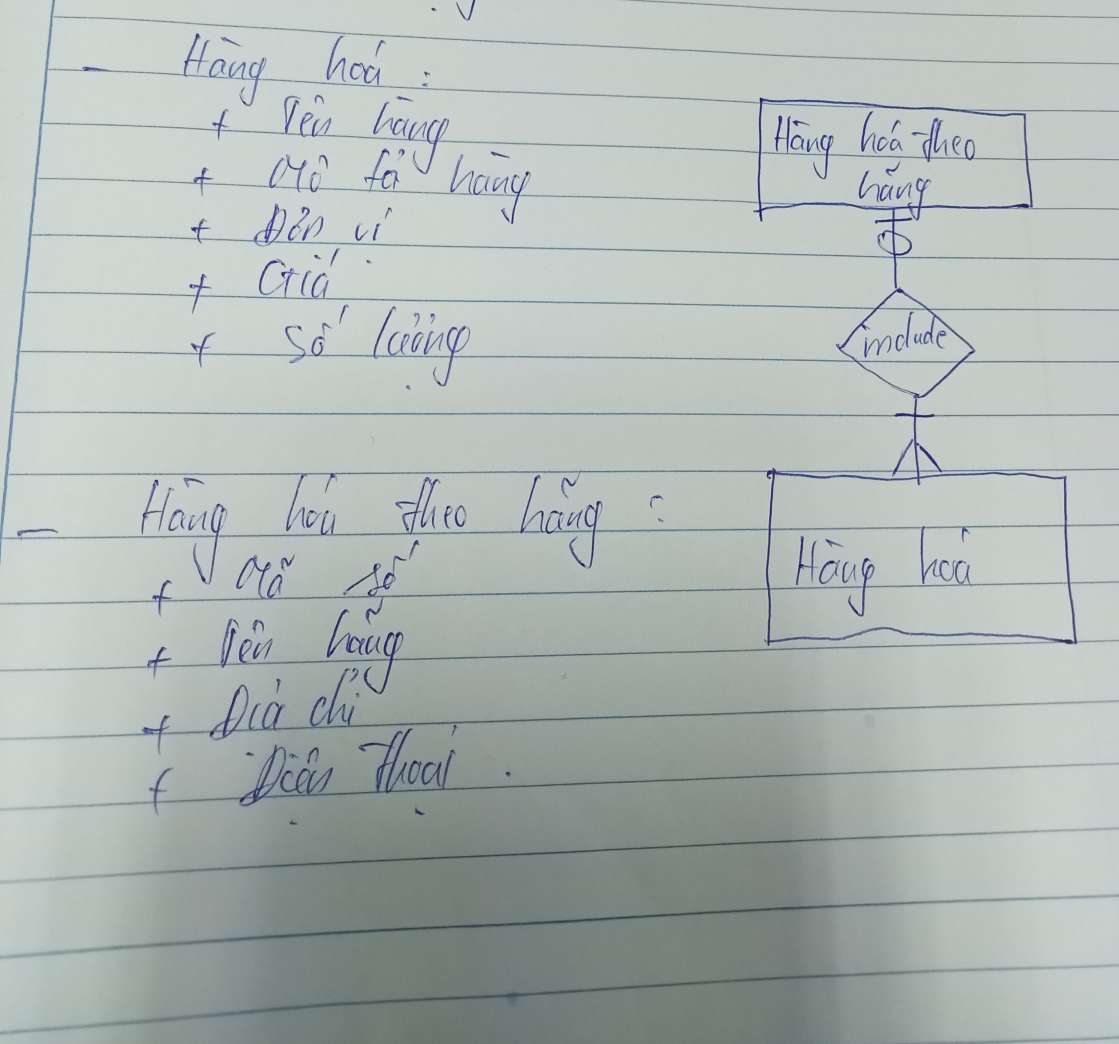 - Hàng hoá :
+ Tên hàng
+ Mô tả hàng
+ Đơn vị
+ Giá
+ Số lượng
Hàng hoá theo
hãng
include
Hàng hoá
- Hàng hoá theo hãng :
+ Mã số
+ Tên hãng
+ Địa chỉ
+ Điện thoại .